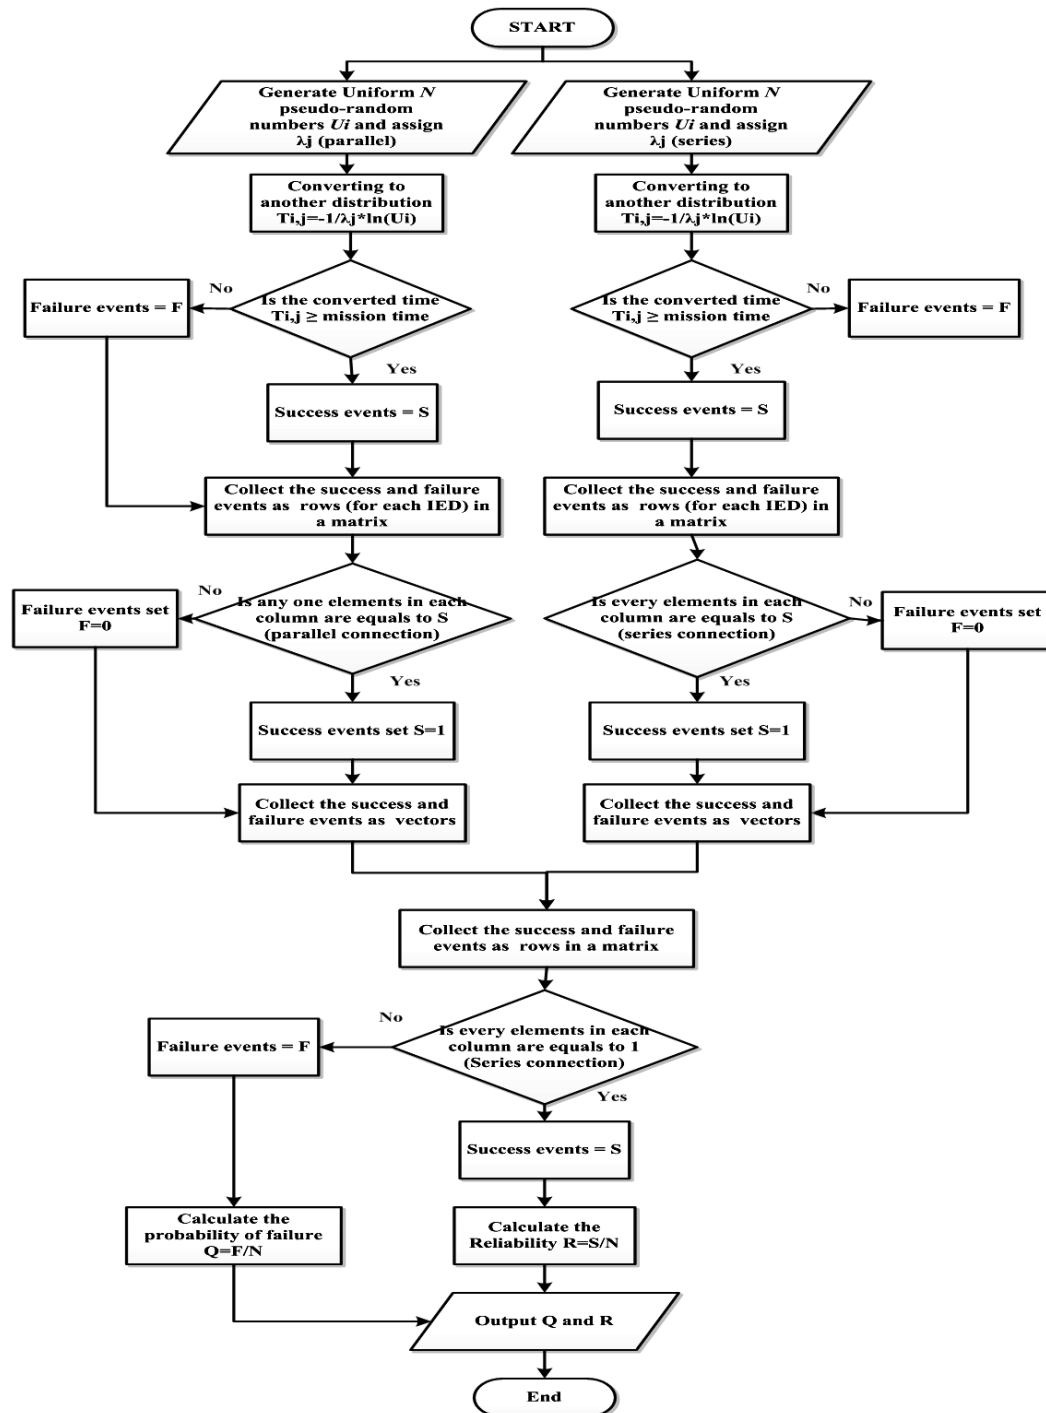 START
Generate Uniform N
pseudo-random
numbers Ui and assign
λj (parallel)
Generate Uniform N
pseudo-random
numbers Ui and assign
λj (series)
Converting to
another distribution
Ti,j=-1/λj*ln(Ui)
Converting to
another distribution
Ti,j=-1/λj*ln(Ui)
No
Failure events = F
Is the converted time
Ti,j ≥ mission time
Yes
Is the converted time
Ti,j ≥ mission time
No
Failure events = F
Yes
Success events = S
Success events = S
Collect the success and failure
events as rows (for each IED) in
a matrix
Collect the success and failure
events as rows (for each IED) in
a matrix
No
Failure events set
F=0
Is any one elements in each
column are equals to S
(parallel connection)
Yes
Is every elements in each
column are equals to S
(series connection)
No
Failure events set
F=0
Yes
Success events set S=1
Success events set S=1
Collect the success and
failure events as vectors
Collect the success and
failure events as vectors
Collect the success and failure
events as rows in a matrix
No
Failure events = F
Is every elements in each
column are equals to 1
(Series connection)
Yes
Success events = S
Calculate the
probability of failure
Q=F/N
Calculate the
Reliability R=S/N
Output Q and R
End